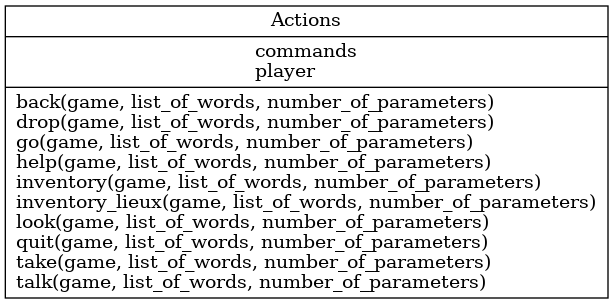 Actions
commands
player
back(game, list_of_words, number_of_parameters)
drop(game, list_of_words, number_of_parameters)
go(game, list_of_words, number_of_parameters)
help(game, list_of_words, number_of_parameters)
inventory(game, list_of_words, number_of_parameters)
inventory_lieux(game, list_of_words, number_of_parameters)
look(game, list_of_words, number_of_parameters)
quit(game, list_of_words, number_of_parameters)
take(game, list_of_words, number_of_parameters)
talk(game, list_of_words, number_of_parameters)